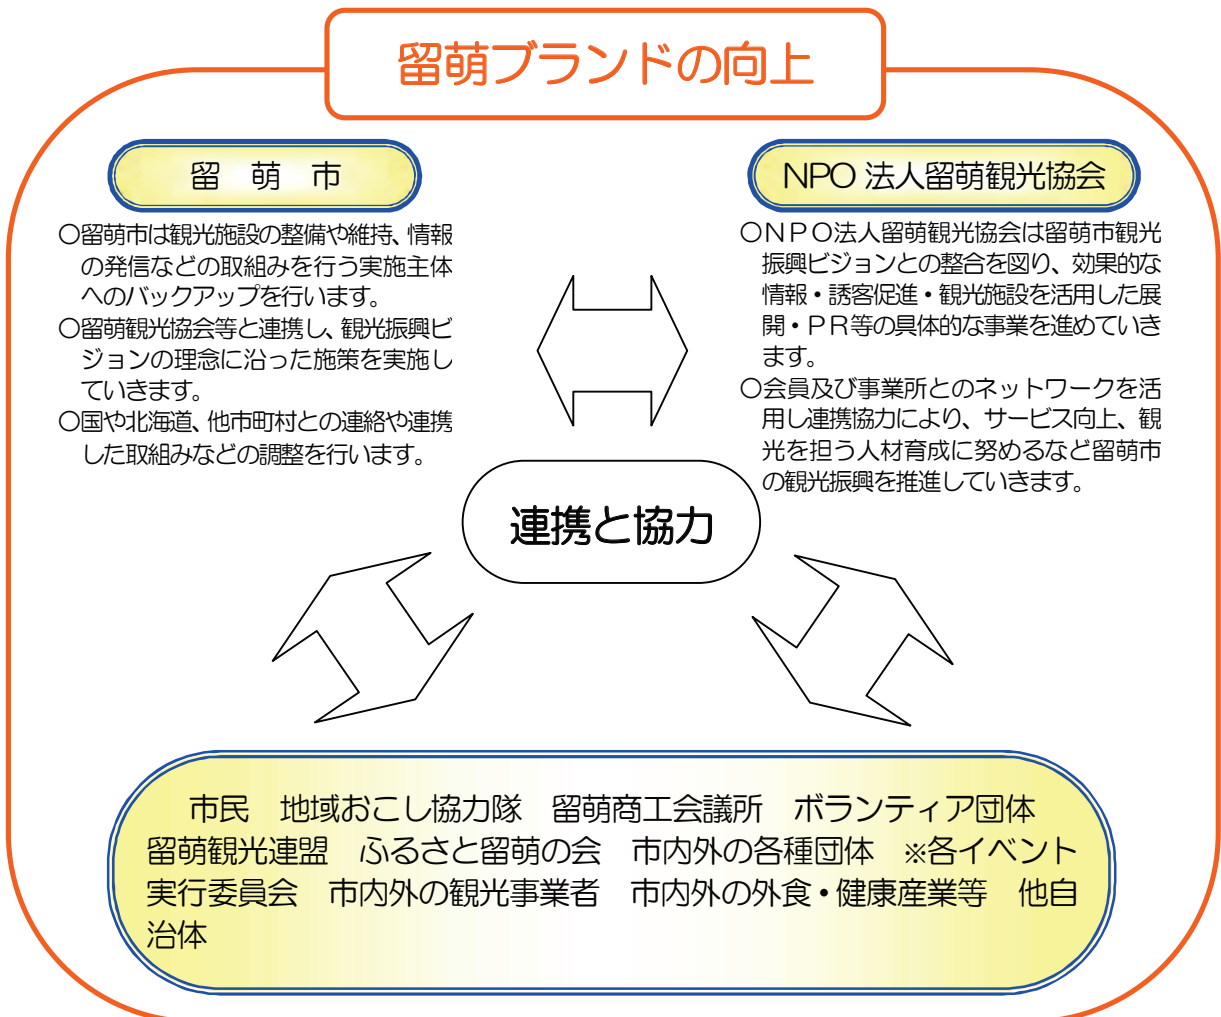 留萌ブランドの向上
留　萌　市
○留萌市は観光施設の整備や維持、情報
の発信などの取組みを行う実施主体
へのバックアップを行います。
○留萌観光協会等と連携し、観光振興ビ
ジョンの理念に沿った施策を実施し
ていきます。
○国や北海道、他市町村との連絡や連携
した取組みなどの調整を行います。
NPO 法人留萌観光協会
○ＮＰＯ法人留萌観光協会は留萌市観光
振興ビジョンとの整合を図り、効果的な
情報・誘客促進・観光施設を活用した展
開・ＰＲ等の具体的な事業を進めていき
ます。
○会員及び事業所とのネットワークを活
用し連携協力により、サービス向上、観
光を担う人材育成に努めるなど留萌市
の観光振興を推進していきます。
連携と協力
市民　地域おこし協力隊　留萌商工会議所　ボランティア団体
留萌観光連盟　ふるさと留萌の会　市内外の各種団体　※各イベント
実行委員会　市内外の観光事業者　市内外の外食・健康産業等　他自
治体